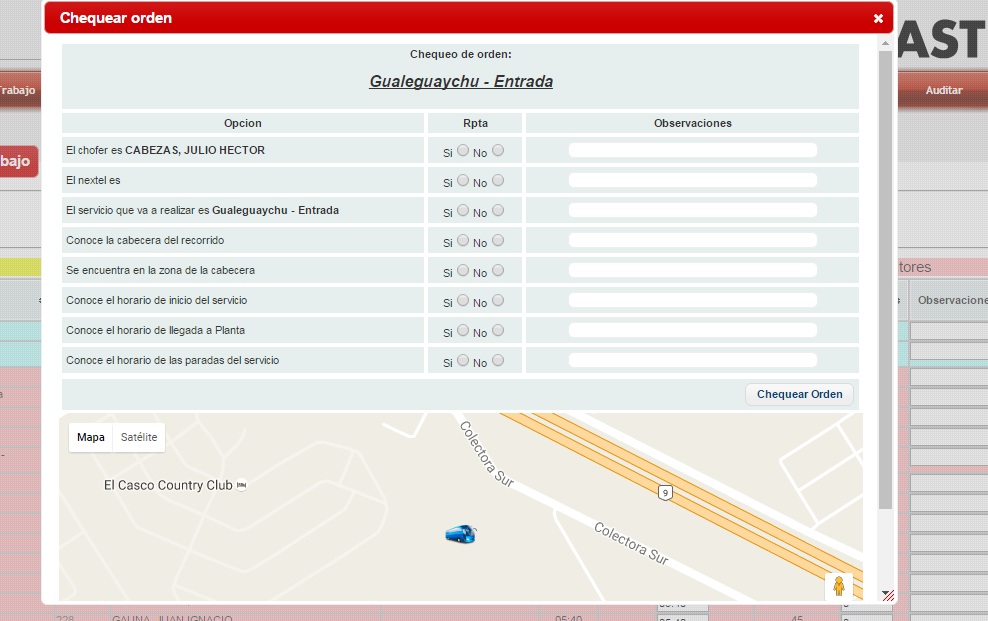 Chequear orden
AST
Trabajo
Auditar
bajo
Chequeo de orden:
Gualeguaychu - Entrada
Opcion Rpta Observaciones
El chofer es CABEZAS, JULIO HECTOR Si No
El nextel es Si No
El servicio que va a realizar es Gualeguaychu - Entrada Si No
Conoce la cabecera del recorrido Si No
Se encuentra en la zona de la cabecera Si No
Conoce el horario de inicio del servicio Si No
Conoce el horario de llegada a Planta Si No
Conoce el horario de las paradas del servicio Si No
Chequear Orden
tores
Observacione
Mapa Satélite
El Casco Country Club
Colectora Sur
9
Colectora Sur
228 GAUNA, JUAN IGNACIO 05:40 45